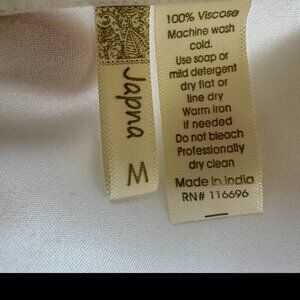 Japna
M
100% Viscose
Machine wash
cold.
Use soap or
mild detergent
dry flat or
line dry
Warm iron
if needed
Do not bleach
Professionally
dry clean
Made in India
RN# 116696